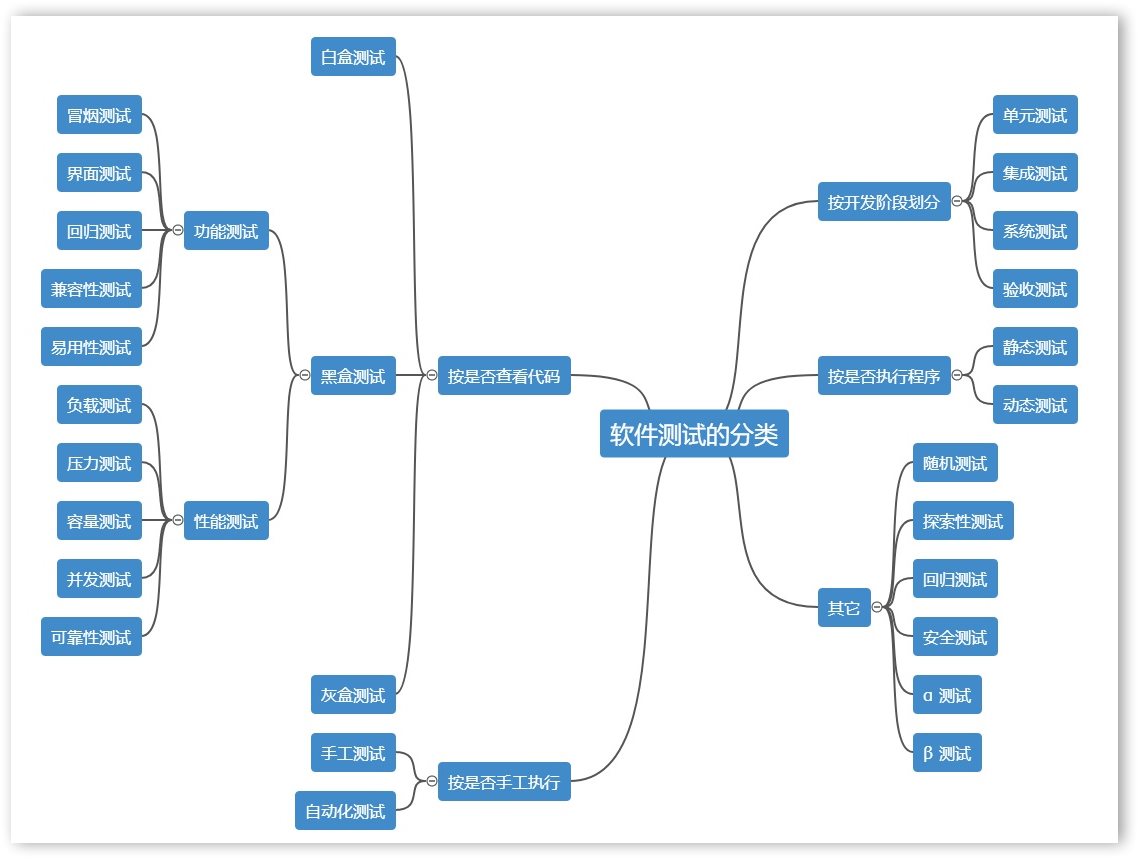 软件测试的分类
按开发阶段划分
单元测试
集成测试
系统测试
验收测试
按是否执行程序
静态测试
动态测试
其它
随机测试
探索性测试
回归测试
安全测试
α 测试
β 测试
按是否查看代码
白盒测试
黑盒测试
功能测试
冒烟测试
界面测试
回归测试
兼容性测试
易用性测试
性能测试
负载测试
压力测试
容量测试
并发测试
可靠性测试
灰盒测试
按是否手工执行
手工测试
自动化测试